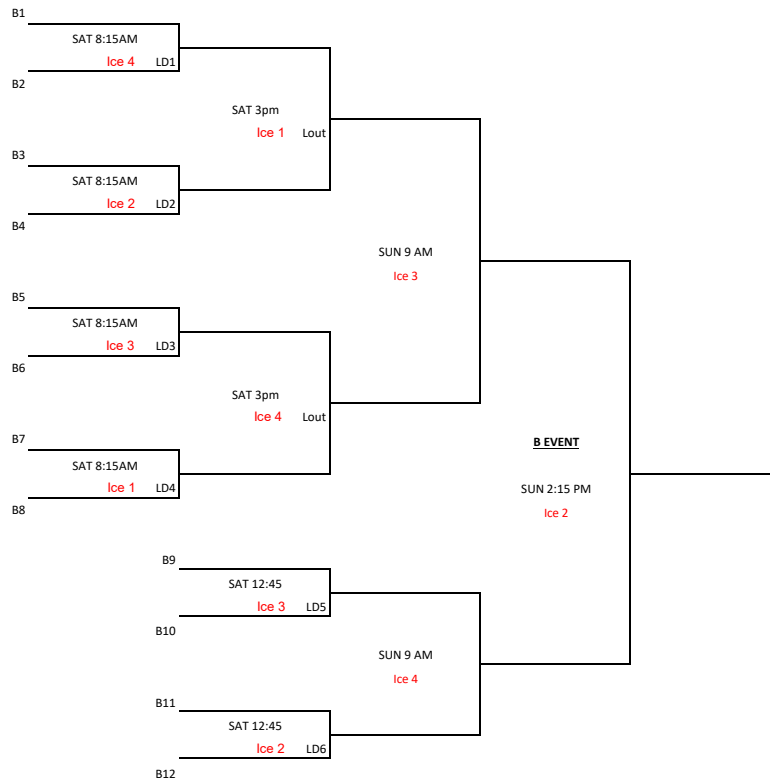 B1
SAT 8:15AM
Ice 4 LD1
B2
SAT 3pm
Ice 1 Lout
B3
SAT 8:15AM
Ice 2 LD2
B4
SUN 9 AM
Ice 3
B5
SAT 8:15AM
Ice 3 LD3
B6
SAT 3pm
Ice 4 Lout
B7
SAT 8:15AM
Ice 1 LD4
B8
B EVENT
SUN 2:15 PM
Ice 2
B9
SAT 12:45
Ice 3 LD5
B10
SUN 9 AM
Ice 4
B11
SAT 12:45
Ice 2 LD6
B12